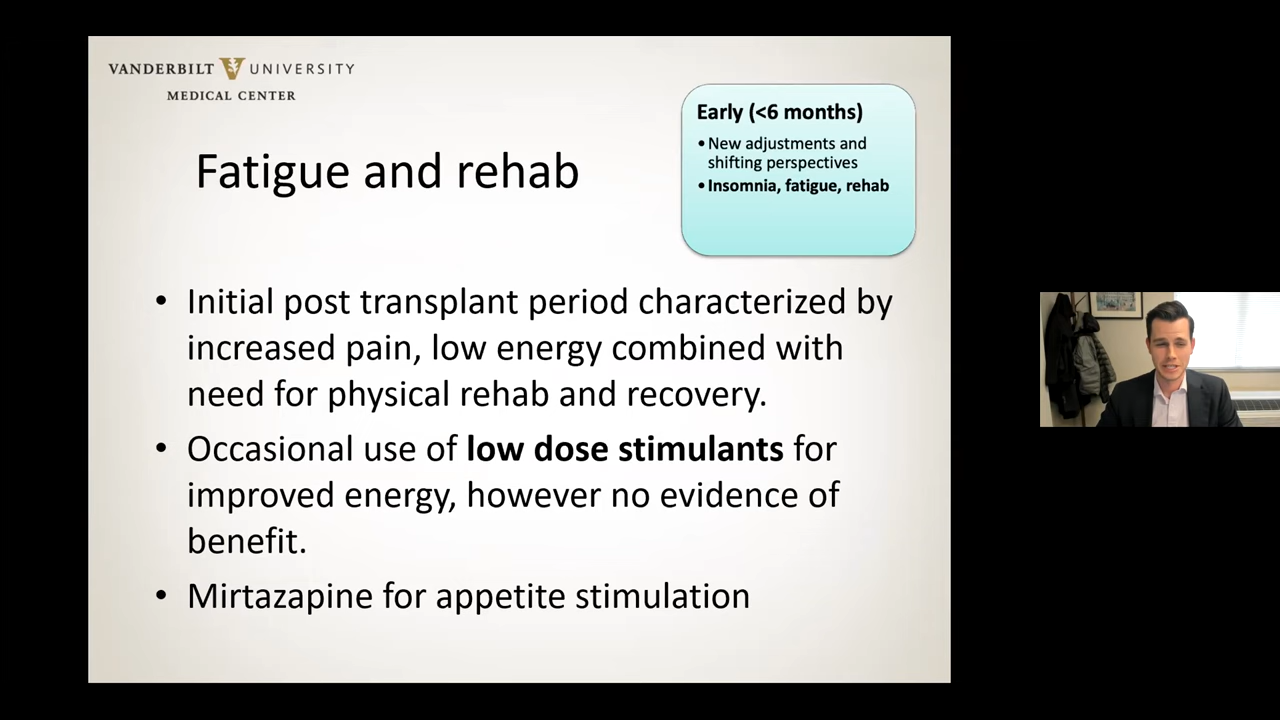 VANDERBILT UNIVERSITY
MEDICAL CENTER
Early (<6 months)
• New adjustments and
shifting perspectives
• Insomnia, fatigue, rehab
Fatigue and rehab
• Initial post transplant period characterized by
increased pain, low energy combined with
need for physical rehab and recovery.
• Occasional use of low dose stimulants for
improved energy, however no evidence of
benefit.
• Mirtazapine for appetite stimulation